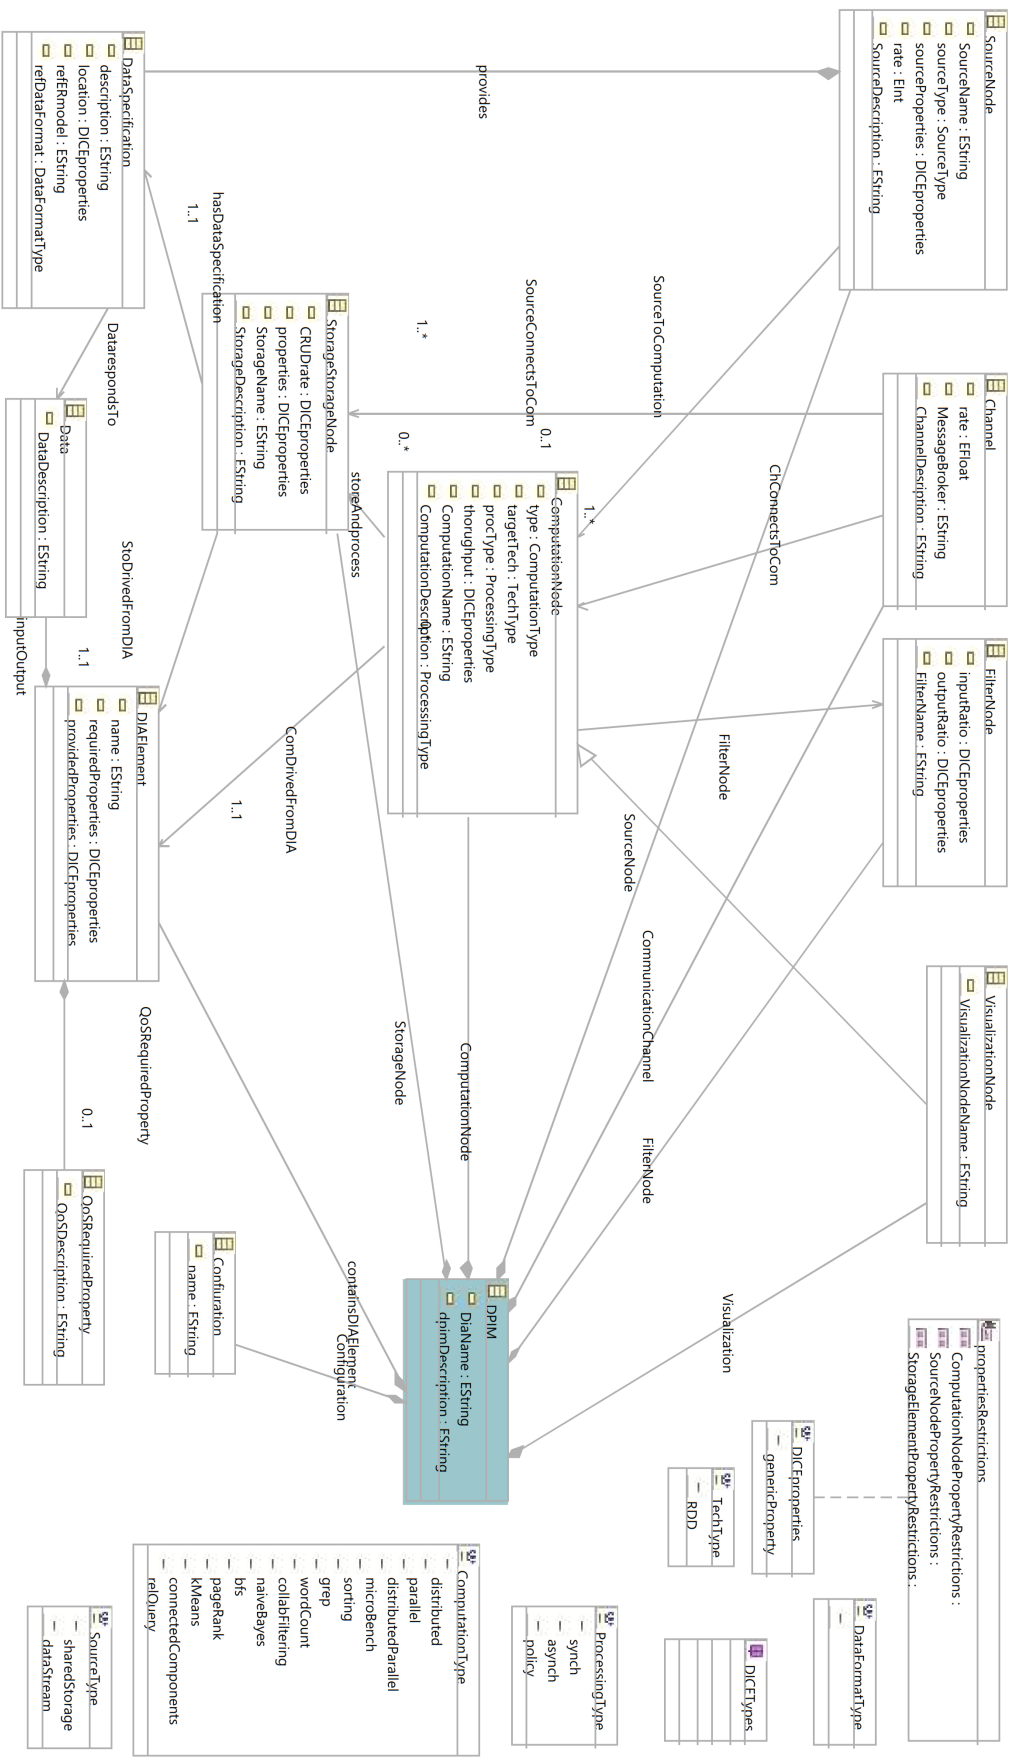 SourceNode
SourceName : EString
sourceType : SourceType
sourceProperties : DICEproperties
rate : EInt
SourceDescription : EString
Channel
rate : EFloat
MessageBroker : EString
ChannelDesription : EString
FilterNode
inputRatio : DICEproperties
outputRatio : DICEproperties
FilterName : EString
VisualizationNode
VisualizationNodeName : EString
propertiesRestrictions
ComputationNodePropertyRestrictions :
SourceNodePropertyRestrictions :
StorageElementPropertyRestrictions :
DICEproperties
genericProperty
DataFormatType
TechType
RDD
DICETypes
provides
SourceToComputation
SourceConnectsToCom
ChConnectsToCom
FilterNode
SourceNode
CommunicationChannel
FilterNode
Visualization
1..*
0..1
1..*
0..*
ComputationNode
type : ComputationType
targetTech : TechType
procType : ProcessingType
thorughput : DICEproperties
ComputationName : EString
ComputationDescription : ProcessingType
ProcessingType
synch
asynch
policy
DPIM
DiaName : EString
dpimDescription : EString
ComputationNode
StorageNode
storeAndprocess
StorageStorageNode
CRUDrate : DICEproperties
properties : DICEproperties
StorageName : EString
StorageDescription : EString
hasDataSpecification
1..1
ComDrivedFromDIA
1..1
containsDIAElement
Configuration
ComputationType
distributed
parallel
distributedParallel
microBench
sorting
grep
wordCount
collabFiltering
naiveBayes
bfs
pageRank
kMeans
connectedComponents
relQuery
Confiuration
name : EString
DataSpecification
description : EString
location : DICEproperties
refERmodel : EString
refDataFormat : DataFormatType
DatarespondsTo
StoDrivedFromDIA
1..1
Data
DataDescription : EString
inputOutput
DIAElement
name : EString
requiredProperties : DICEproperties
providedProperties : DICEproperties
QoSRequiredProperty
0..1
QoSRequiredProperty
QoSDescription : EString
SourceType
sharedStorage
dataStream